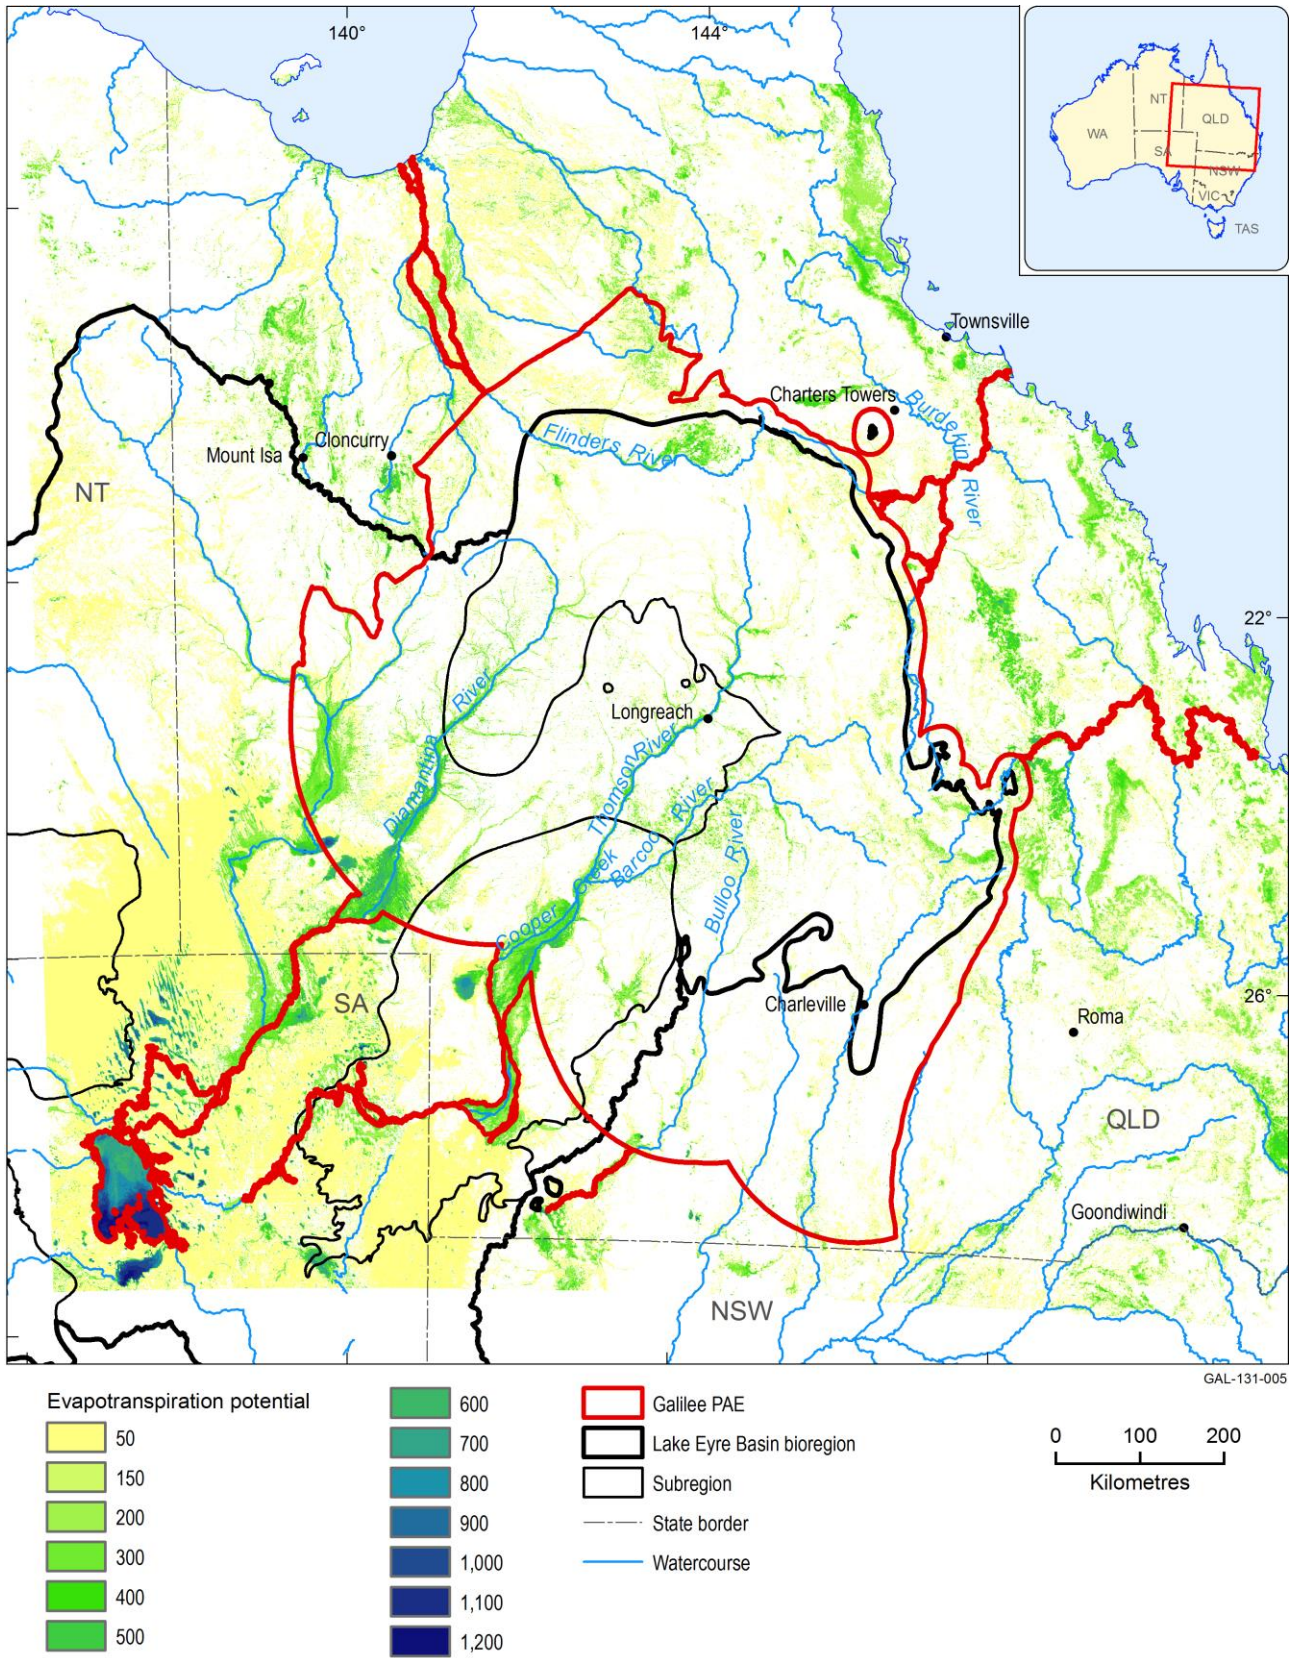 140°
144°
NT
QLD
WA
SA
NSW
VIC
TAS
Townsville
Charters Towers
Burdekin River
Flinders River
Cloncurry
Mount Isa
NT
22°
Diamantina River
Longreach
Thomson River
Barcoo River
Cooper Creek
Bulloo River
SA
Charleville
26°
Roma
QLD
Goondiwindi
NSW
GAL-131-005
Evapotranspiration potential
50
150
200
300
400
500
600
700
800
900
1,000
1,100
1,200
Galilee PAE
Lake Eyre Basin bioregion
Subregion
State border
Watercourse
0 100 200
Kilometres